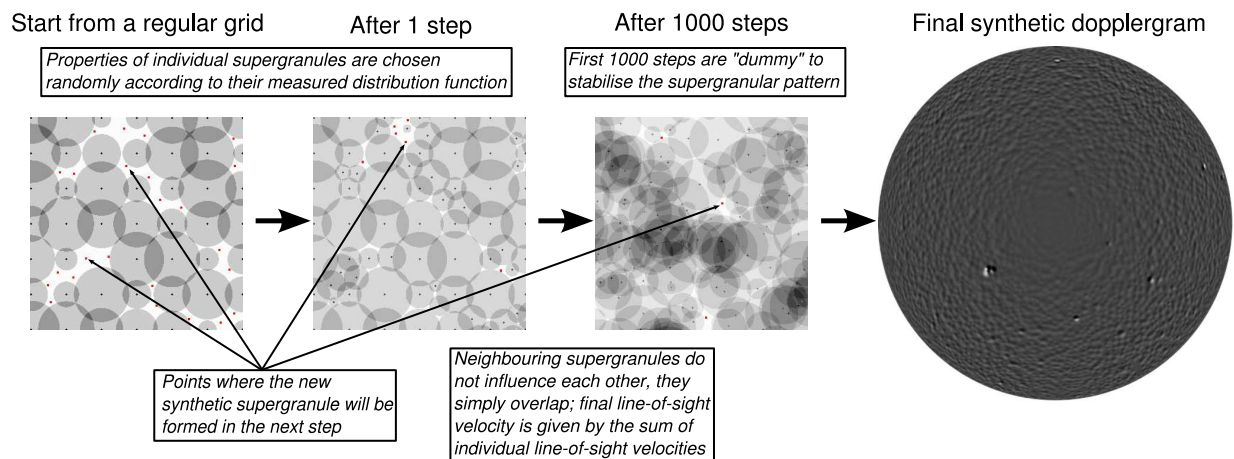 Start from a regular grid
After 1 step
After 1000 steps
Final synthetic dopplergram
Properties of individual supergranules are chosen
randomly according to their measured distribution function
First 1000 steps are "dummy" to
stabilise the supergranular pattern
Points where the new
synthetic supergranule will be
formed in the next step
Neighbouring supergranules do
not influence each other, they
simply overlap; final line-of-sight
velocity is given by the sum of
individual line-of-sight velocities